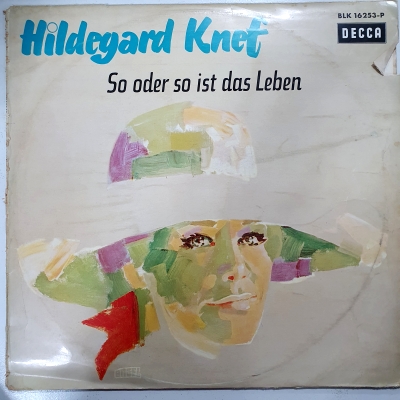 BLK 16253-P
Hildegard Knef
DECCA
So oder so ist das Leben